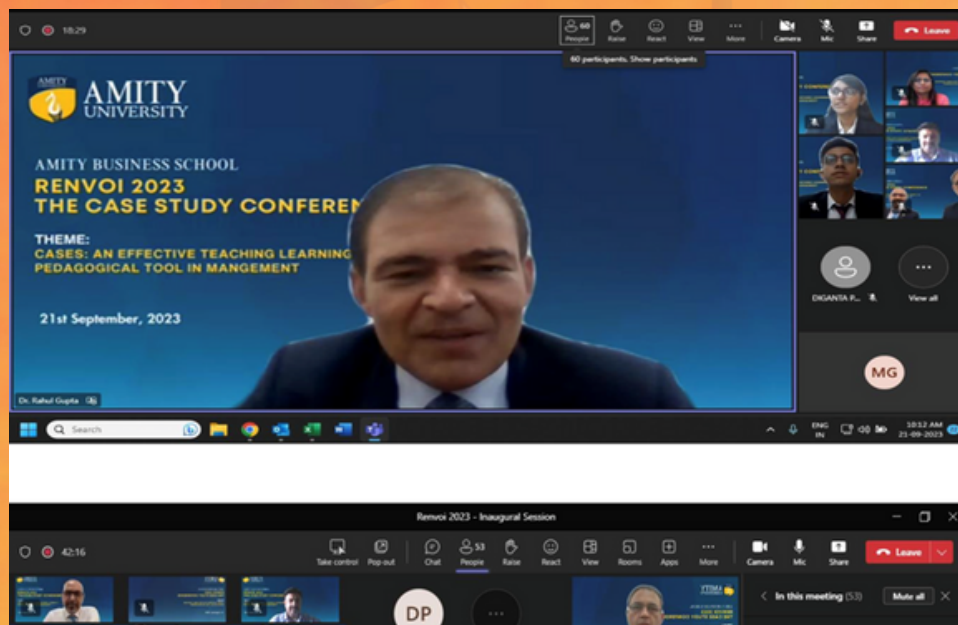 18:29
60
People
Raise
React
View
More
Camera
Mic
Share
Leave
60 participants. Show participants
AMITY
AMITY
UNIVERSITY
AMITY BUSINESS SCHOOL
RENVOI 2023
THE CASE STUDY CONFEREN
THEME:
CASES: AN EFFECTIVE TEACHING LEARNING
PEDAGOGICAL TOOL IN MANGEMENT
21st September, 2023
Dr. Rahul Gupta
DIGANTA P...
View all
MG
Search
ENG
IN
10:12 AM
21-09-2023
Renvoi 2023 - Inaugural Session
42:16
Take control
Pop out
Chat
53
People
Raise
React
View
Rooms
Apps
More
Camera
Mic
Share
Leave
DP
In this meeting (53)
Mute all